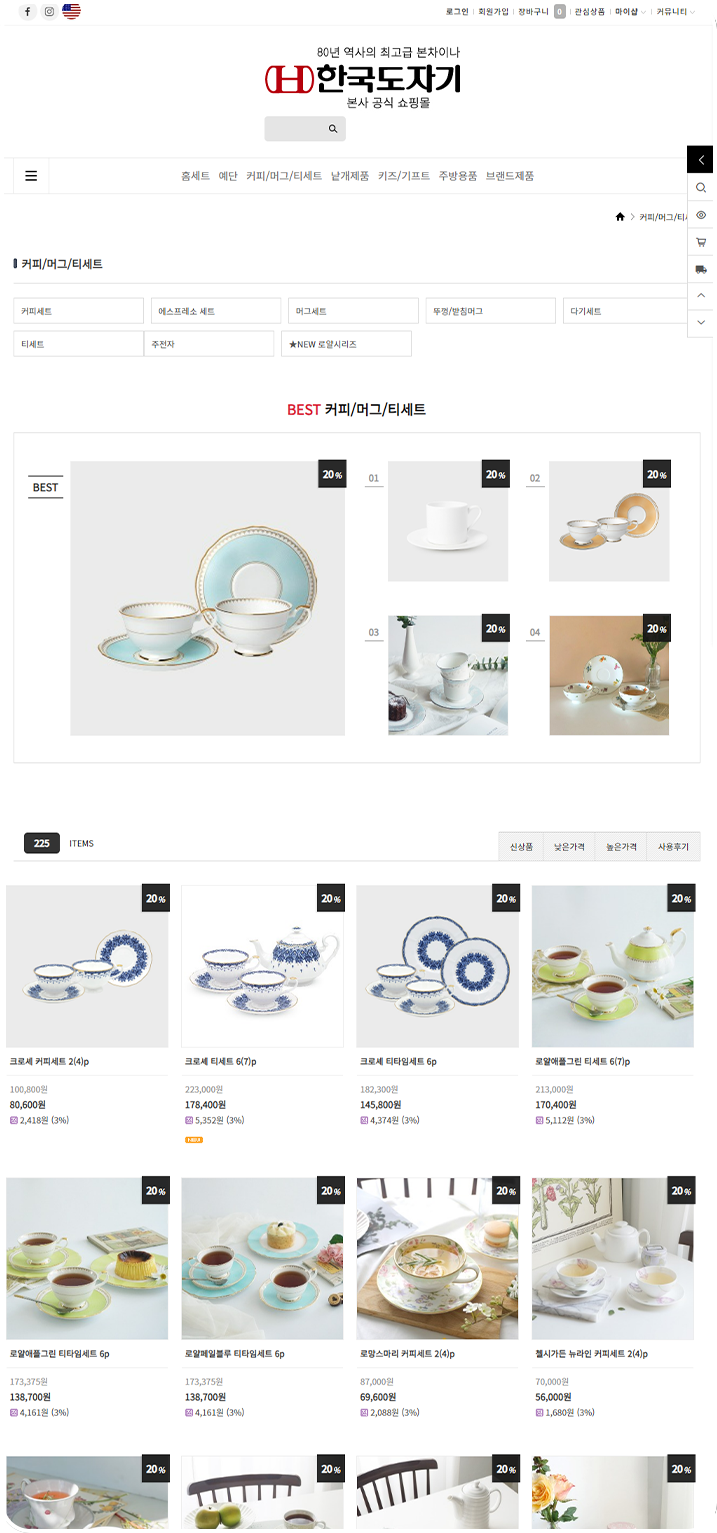 로그인 회원가입 장바구니 0 관심상품 마이샵 커뮤니티
80년 역사의 최고급 본차이나
한국도자기
본사 공식 쇼핑몰
홈세트 예단 커피/머그/티세트 낱개제품 키즈/기프트 주방용품 브랜드제품
커피/머그/티
커피/머그/티세트
커피세트 에스프레소 세트 머그세트 뚜껑/받침머그 다기세트
티세트 주전자 ★NEW 로얄시리즈
BEST 커피/머그/티세트
BEST 20% 01 20% 02 20%
03 20% 04 20%
225 ITEMS 신상품 낮은가격 높은가격 사용후기
20% 20% 20% 20%
크로셰 커피세트 2(4)p 크로셰 티세트 6(7)p 크로셰 티타임세트 6p 로얄애플그린 티세트 6(7)p
100,800원 223,000원 182,300원 213,000원
80,600원 178,400원 145,800원 170,400원
2,418원 (3%) 5,352원 (3%) 4,374원 (3%) 5,112원 (3%)
20% 20% 20% 20%
로얄애플그린 티타임세트 6p 로얄페일블루 티타임세트 6p 로망스마리 커피세트 2(4)p 첼시가든 뉴라인 커피세트 2(4)p
173,375원 173,375원 87,000원 70,000원
138,700원 138,700원 69,600원 56,000원
4,161원 (3%) 4,161원 (3%) 2,088원 (3%) 1,680원 (3%)
20% 20% 20% 20%